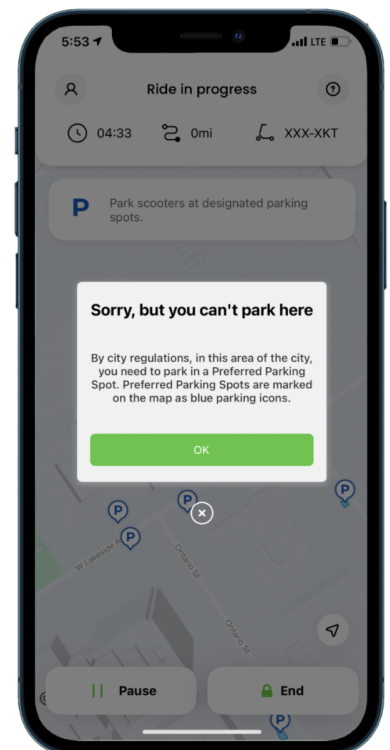 5:53
LTE
Ride in progress
04:33
0mi
XXX-XKT
P
Park scooters at designated parking
spots.
Sorry, but you can't park here
By city regulations, in this area of the city,
you need to park in a Preferred Parking
Spot. Preferred Parking Spots are marked
on the map as blue parking icons.
OK
P
P
P
P
W Lakeside A
Ontario St
Ontario St
Pause
End
P